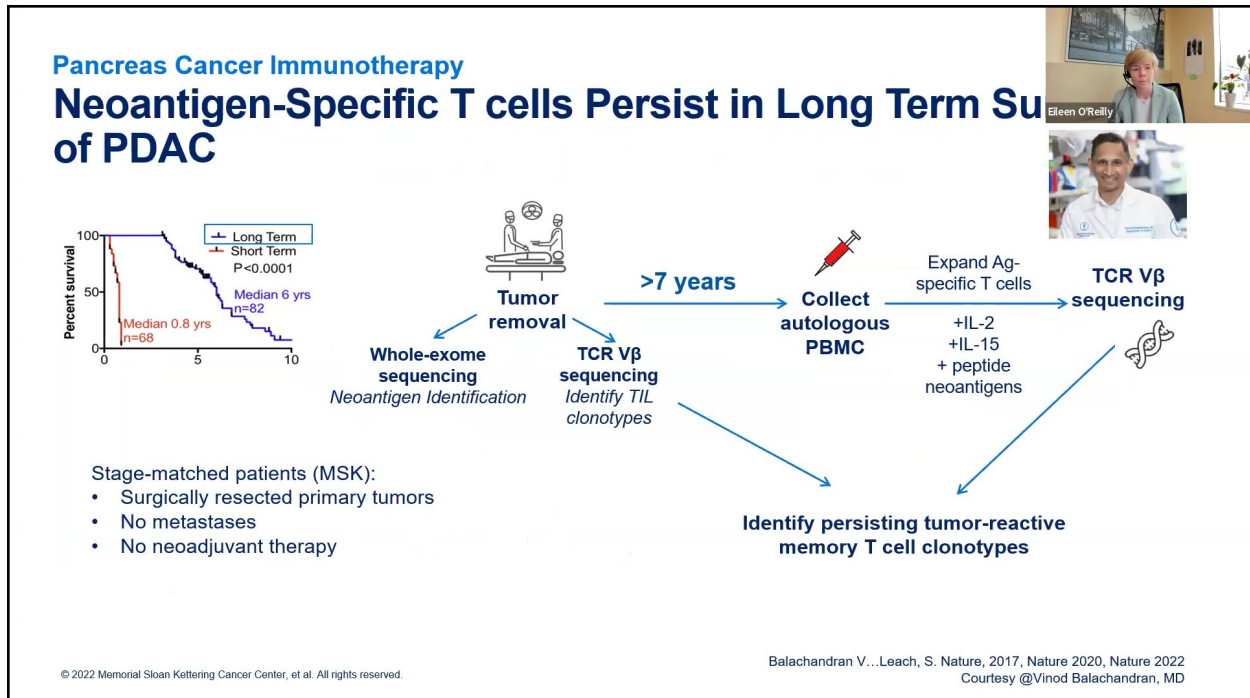 Pancreas Cancer Immunotherapy
Neoantigen-Specific T cells Persist in Long Term Su
of PDAC
Eileen O'Reilly
100
50
0
0
5
10
Percent survival
Long Term
Short Term
P<0.0001
Median 6 yrs
n=82
Median 0.8 yrs
n=68
Tumor
removal
>7 years
Collect
autologous
PBMC
Expand Ag-
specific T cells
+IL-2
+IL-15
+ peptide
neoantigens
TCR Vβ
sequencing
Whole-exome
sequencing
Neoantigen Identification
TCR Vβ
sequencing
Identify TIL
clonotypes
Identify persisting tumor-reactive
memory T cell clonotypes
Stage-matched patients (MSK):
• Surgically resected primary tumors
• No metastases
• No neoadjuvant therapy
© 2022 Memorial Sloan Kettering Cancer Center, et al. All rights reserved.
Balachandran V…Leach, S. Nature, 2017, Nature 2020, Nature 2022
Courtesy @Vinod Balachandran, MD